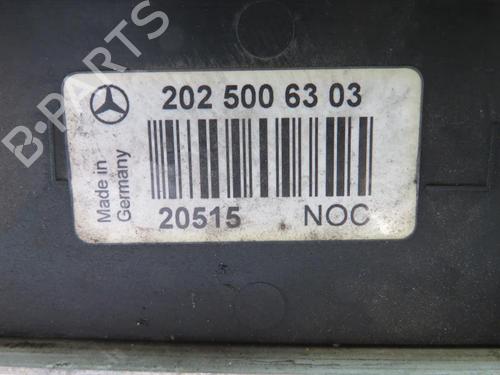 202 500 63 03
Made in
Germany
20515 NOC
B-PARTS